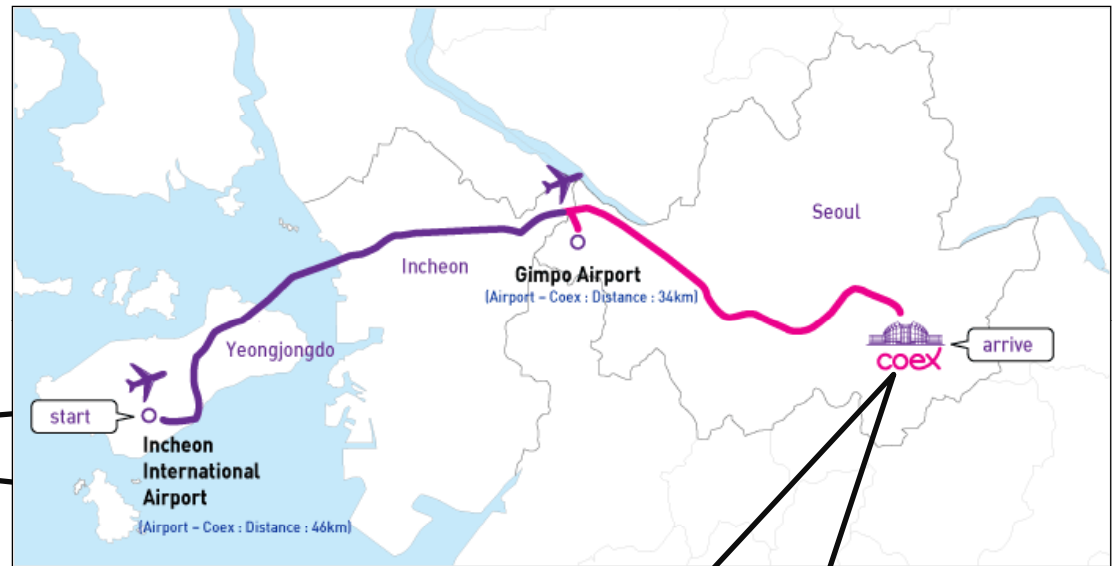 Seoul
Incheon
Gimpo Airport
(Airport – Coex : Distance : 34km)
Yeongjongdo
arrive
coex
start
Incheon
International
Airport
(Airport – Coex : Distance : 46km)